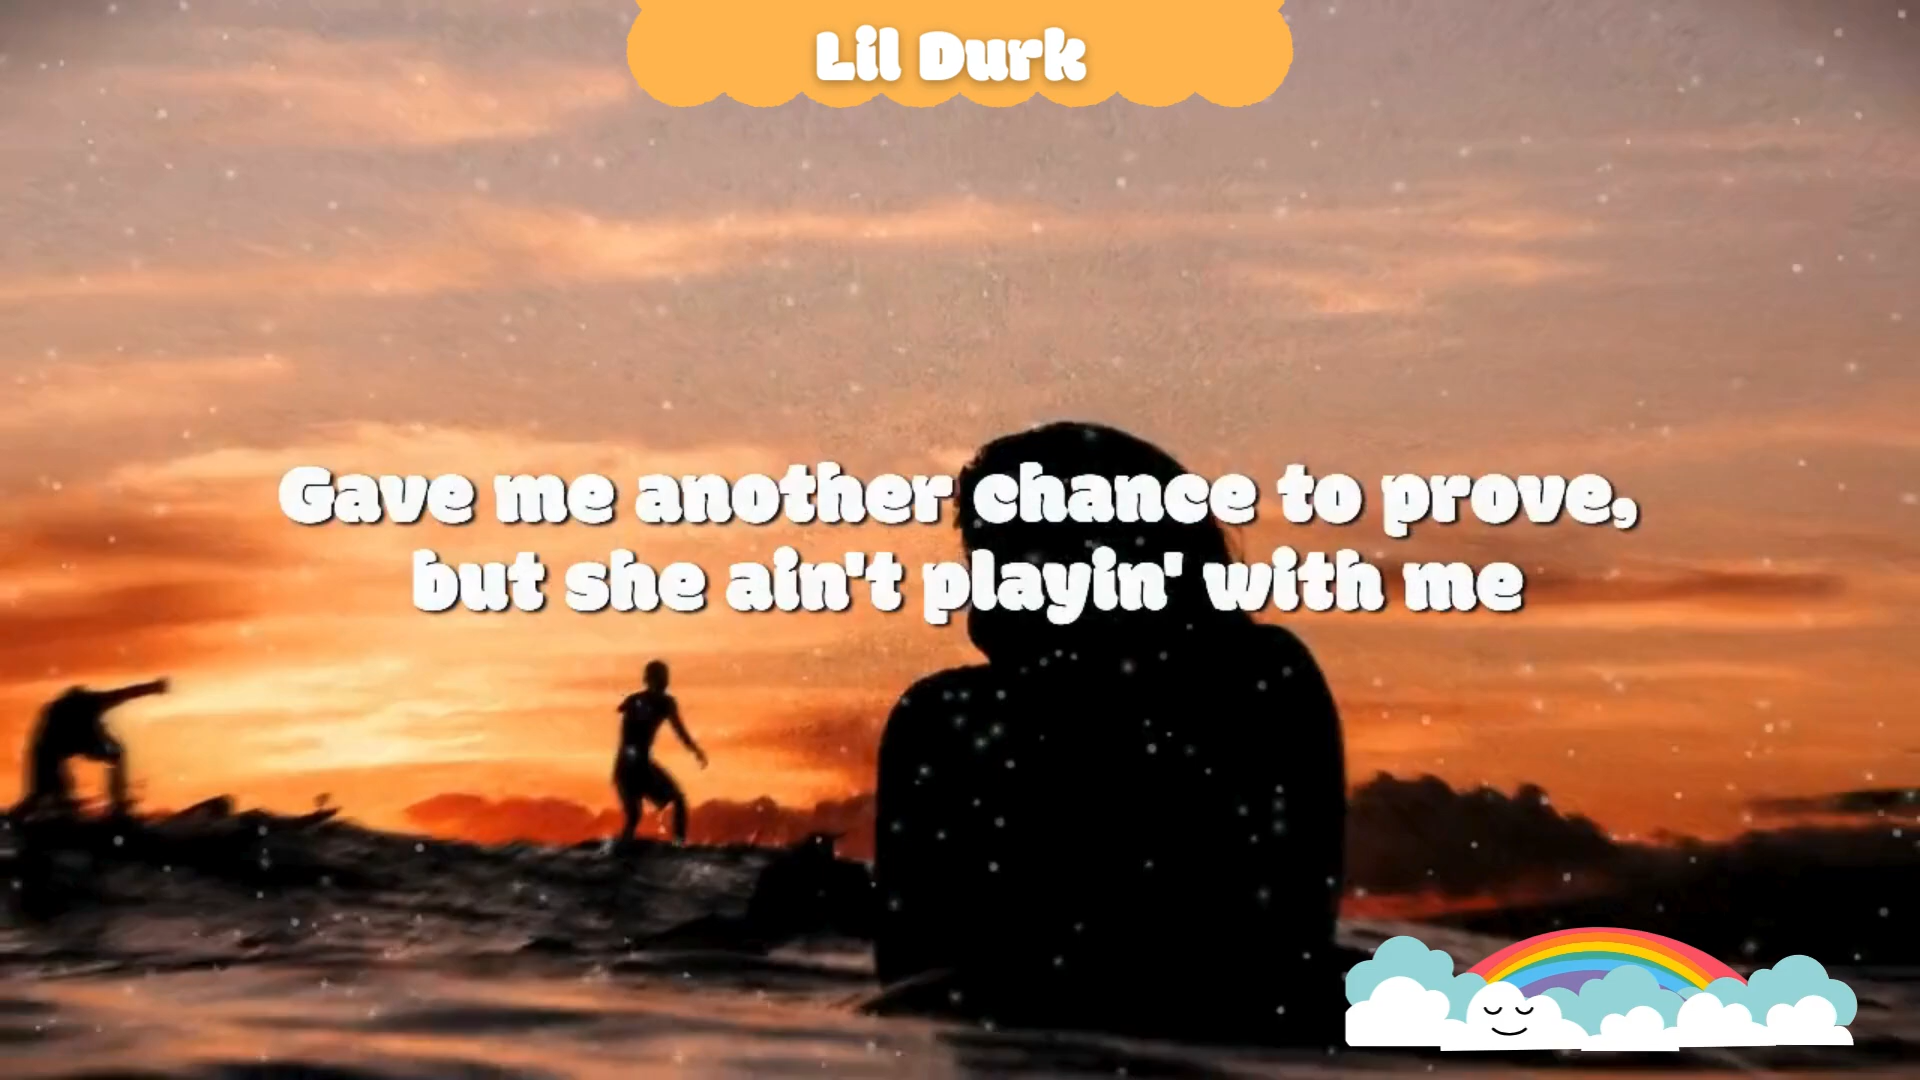 Lil Durk
Gave me another chance to prove,
but she ain't playin' with me